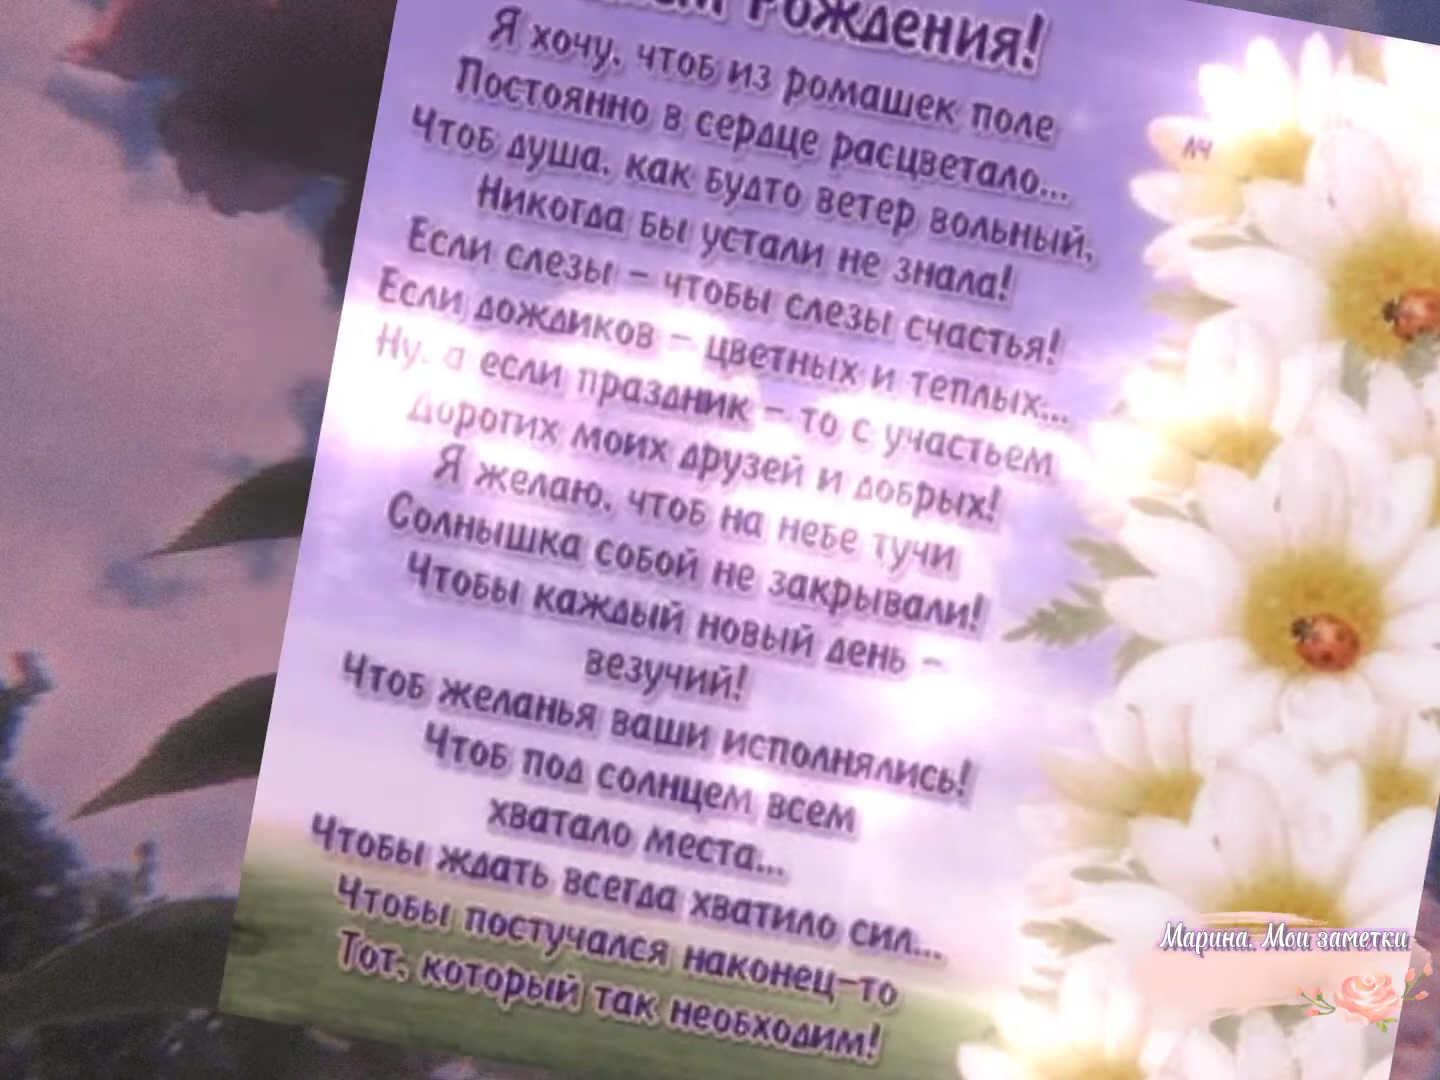 Рождения!
Я хочу, чтоб из ромашек поле
Постоянно в сердце расцветало...
Чтоб душа, как будто ветер вольный,
Никогда бы устали не знала!
Если слезы – чтобы слезы счастья!
Если дождиков – цветных и теплых...
Ну, а если праздник – то с участьем
Дорогих моих друзей и добрых!
Я желаю, чтоб на небе тучи
Солнышка собой не закрывали!
Чтобы каждый новый день –
везучий!
Чтоб желанья ваши исполнялись!
Чтоб под солнцем всем
хватало места...
Чтобы ждать всегда хватило сил...
Чтобы постучался наконец-то
Тот, который так необходим!
Марина. Мои заметки